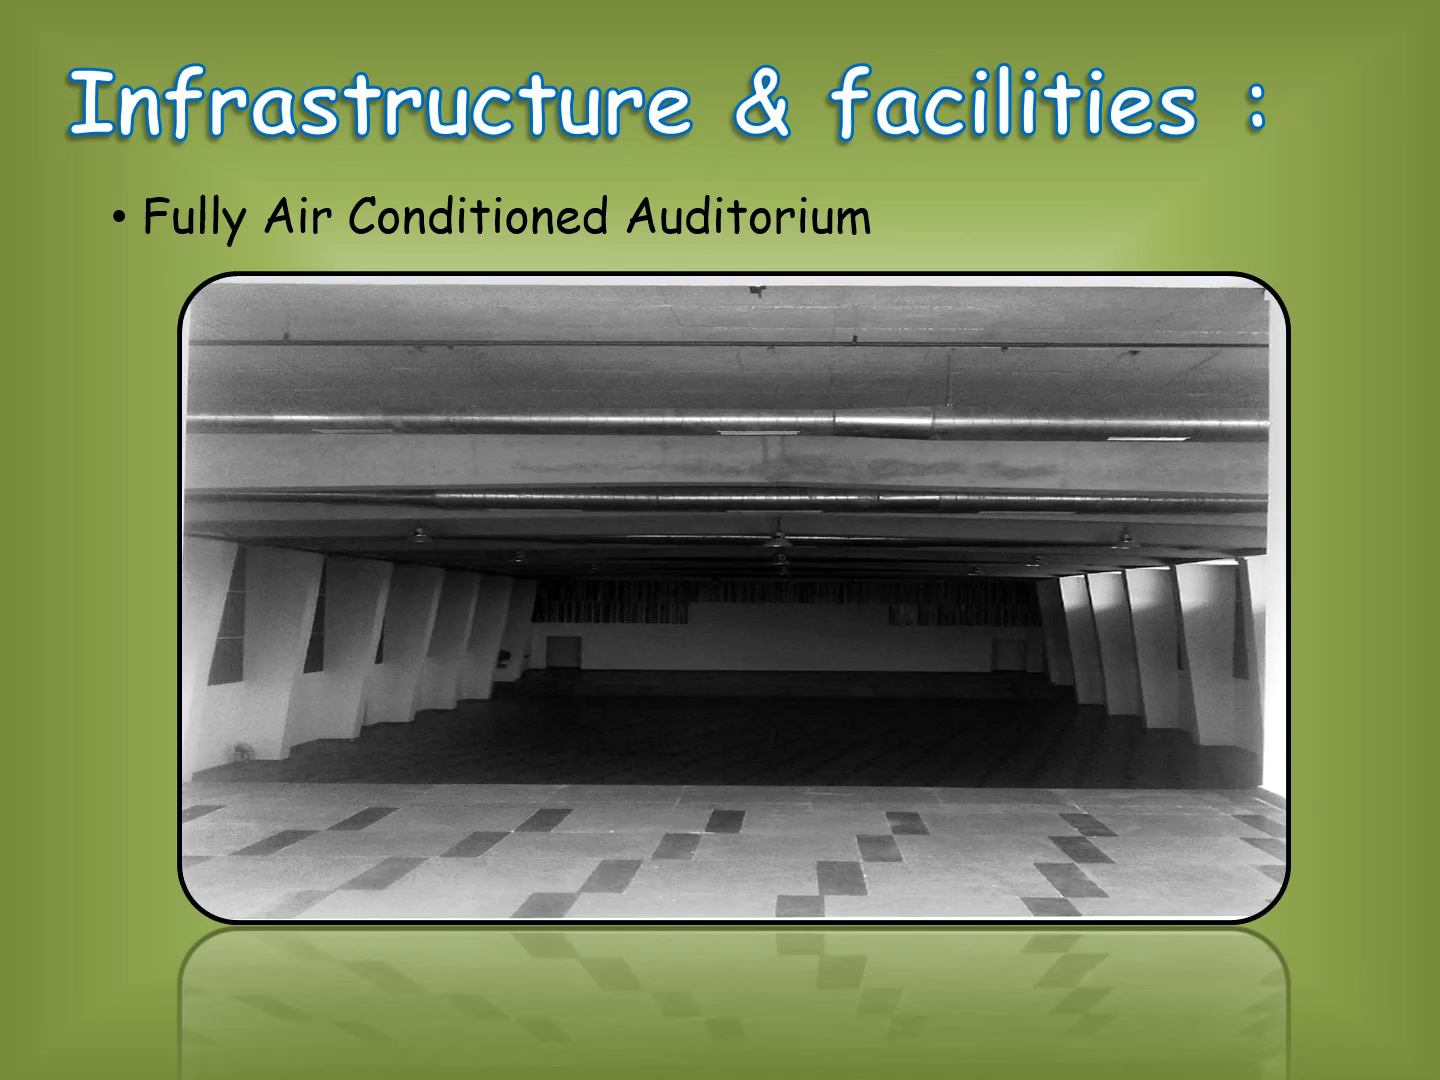 Infrastructure & facilities :
• Fully Air Conditioned Auditorium